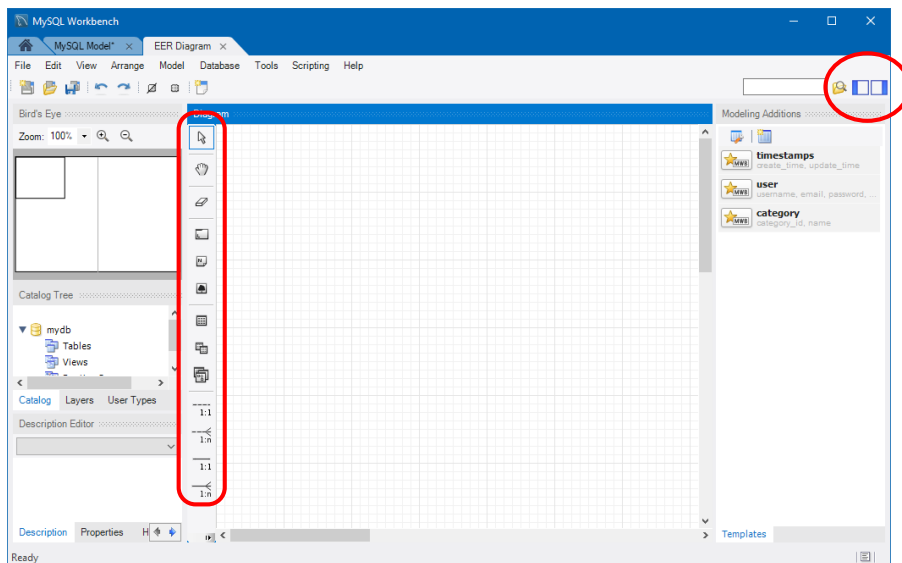 MySQL Workbench
MySQL Model* × EER Diagram ×
File Edit View Arrange Model Database Tools Scripting Help
Bird's Eye
Diagram
Modeling Additions
Zoom: 100%
timestamps
create_time, update_time
user
username, email, password, ...
category
category_id, name
Catalog Tree
mydb
Tables
Views
Catalog Layers User Types
Description Editor
1:1
1:n
1:1
1:n
Description Properties H
Templates
Ready